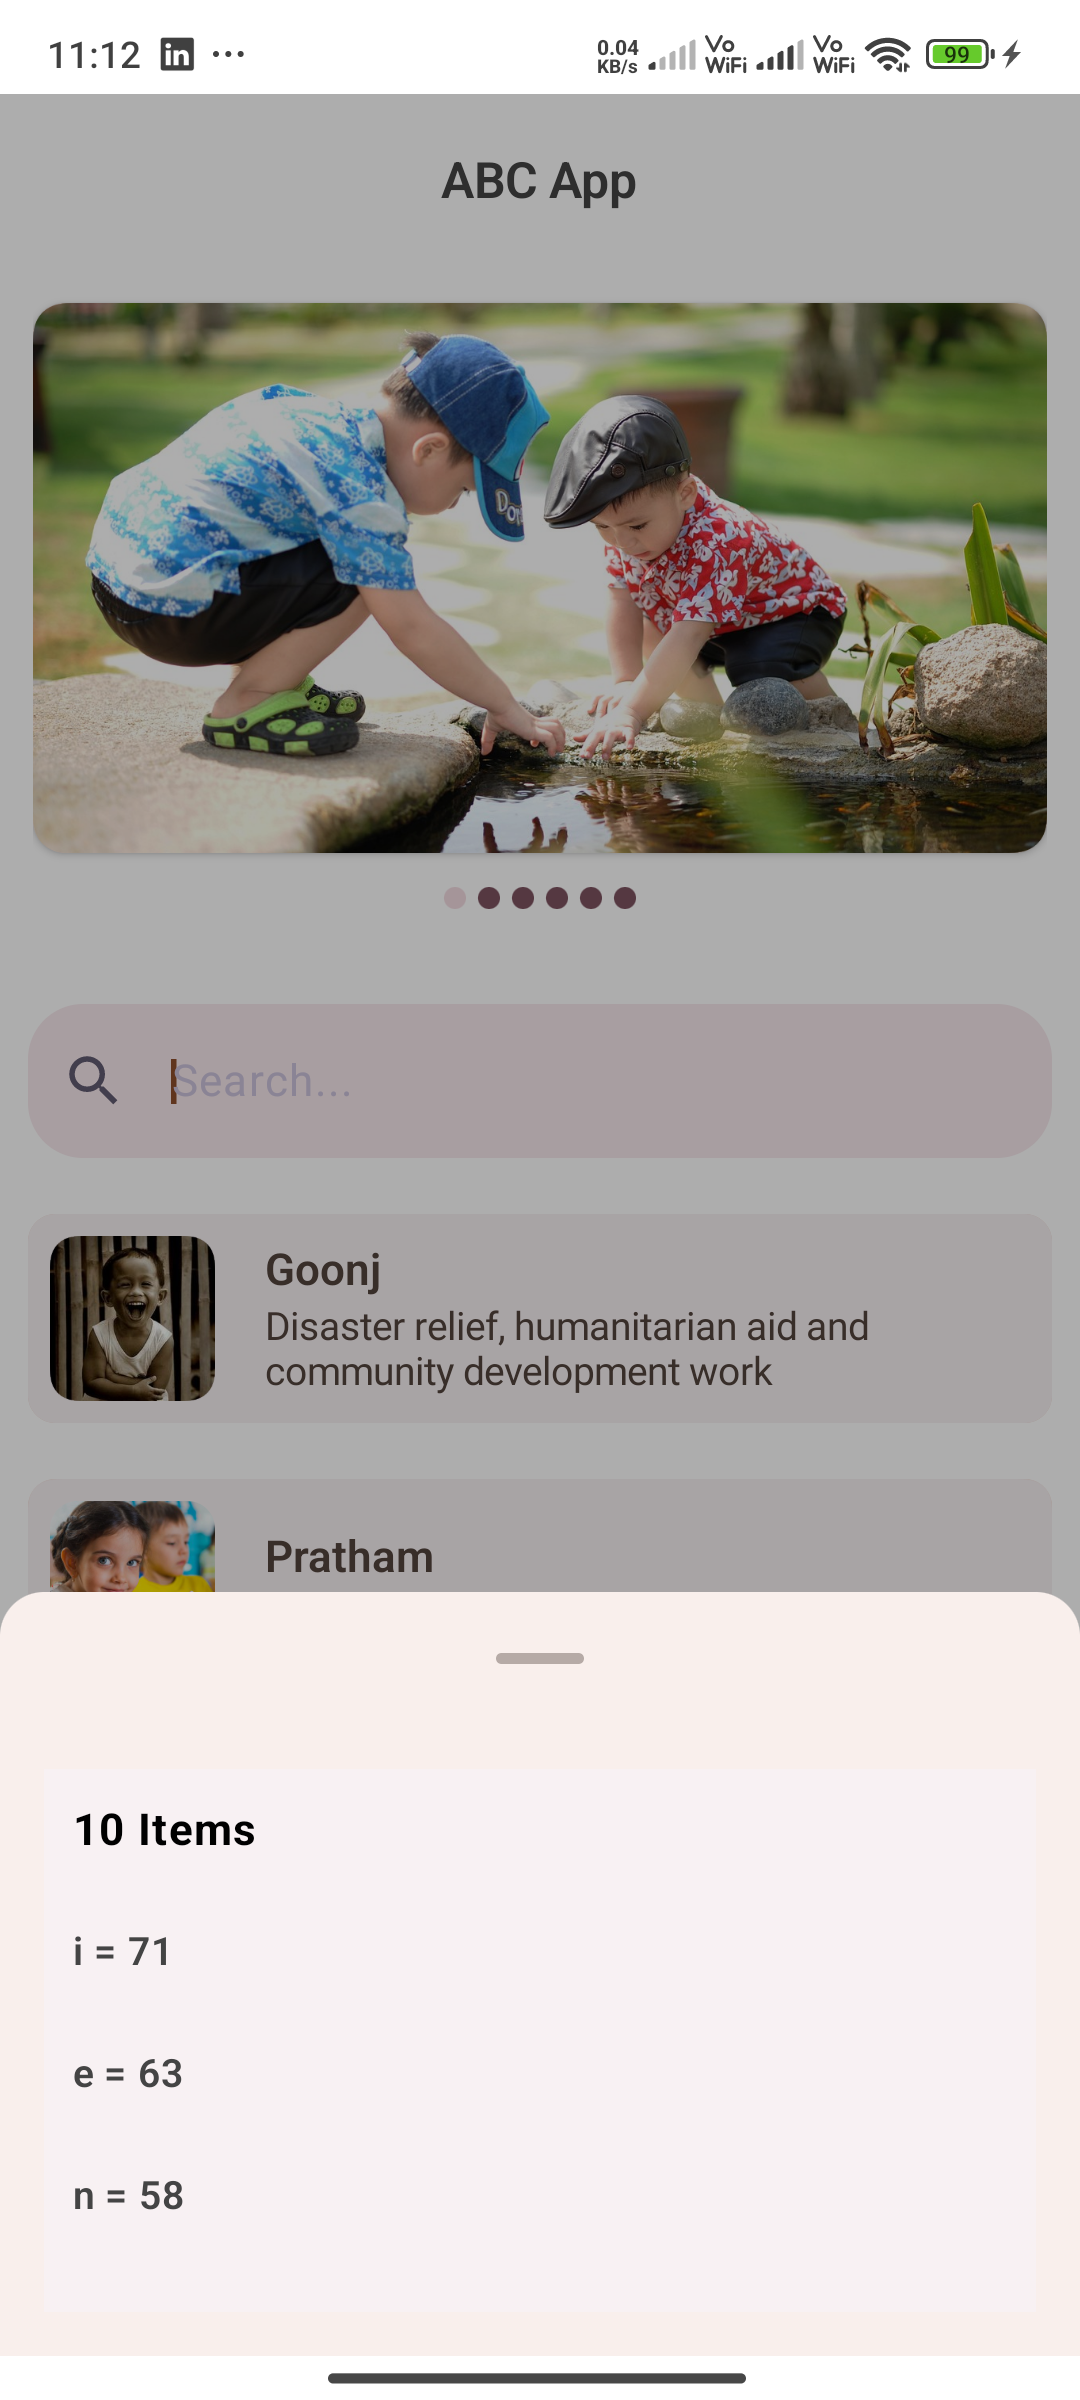 11:12 in ... 0.04 KB/s Vo WiFi Vo WiFi 99
ABC App
Don
Search...
Goonj
Disaster relief, humanitarian aid and
community development work
Pratham
10 Items
i = 71
e = 63
n = 58